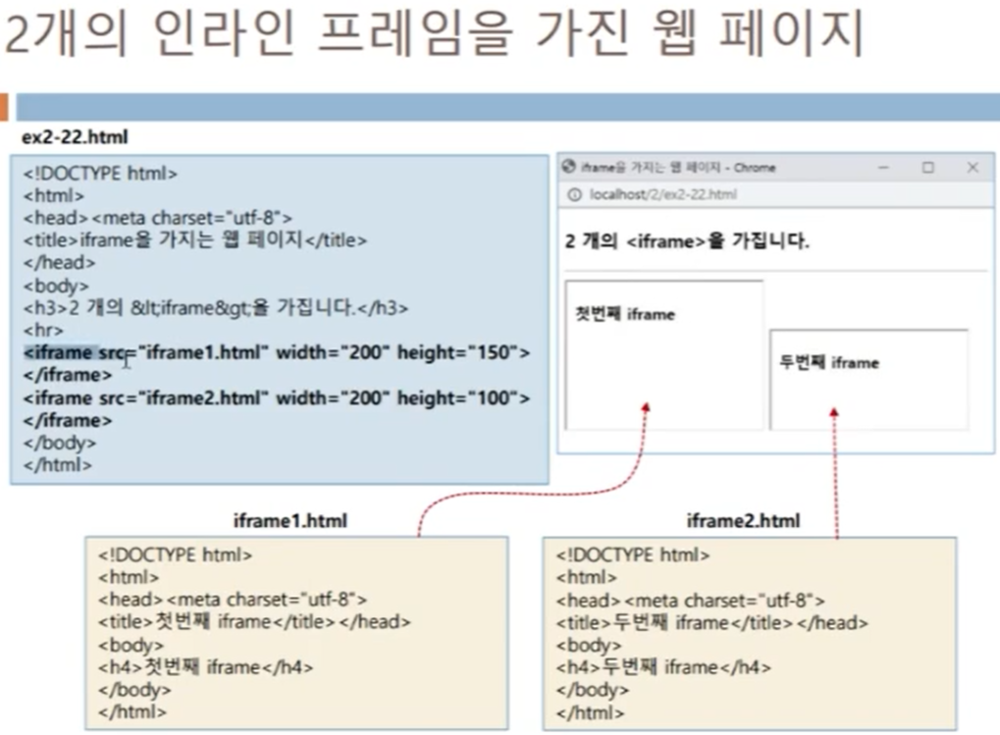 2개의 인라인 프레임을 가진 웹 페이지
ex2-22.html
<!DOCTYPE html>
<html>
<head><meta charset="utf-8">
<title>iframe을 가지는 웹 페이지</title>
</head>
<body>
<h3>2 개의 &lt;iframe&gt;을 가집니다.</h3>
<hr>
<iframe src="iframe1.html" width="200" height="150">
</iframe>
<iframe src="iframe2.html" width="200" height="100">
</iframe>
</body>
</html>
iframe을 가지는 웹 페이지 - Chrome
localhost/2/ex2-22.html
2 개의 <iframe>을 가집니다.
첫번째 iframe
두번째 iframe
iframe1.html
<!DOCTYPE html>
<html>
<head><meta charset="utf-8">
<title>첫번째 iframe</title></head>
<body>
<h4>첫번째 iframe</h4>
</body>
</html>
iframe2.html
<!DOCTYPE html>
<html>
<head><meta charset="utf-8">
<title>두번째 iframe</title></head>
<body>
<h4>두번째 iframe</h4>
</body>
</html>